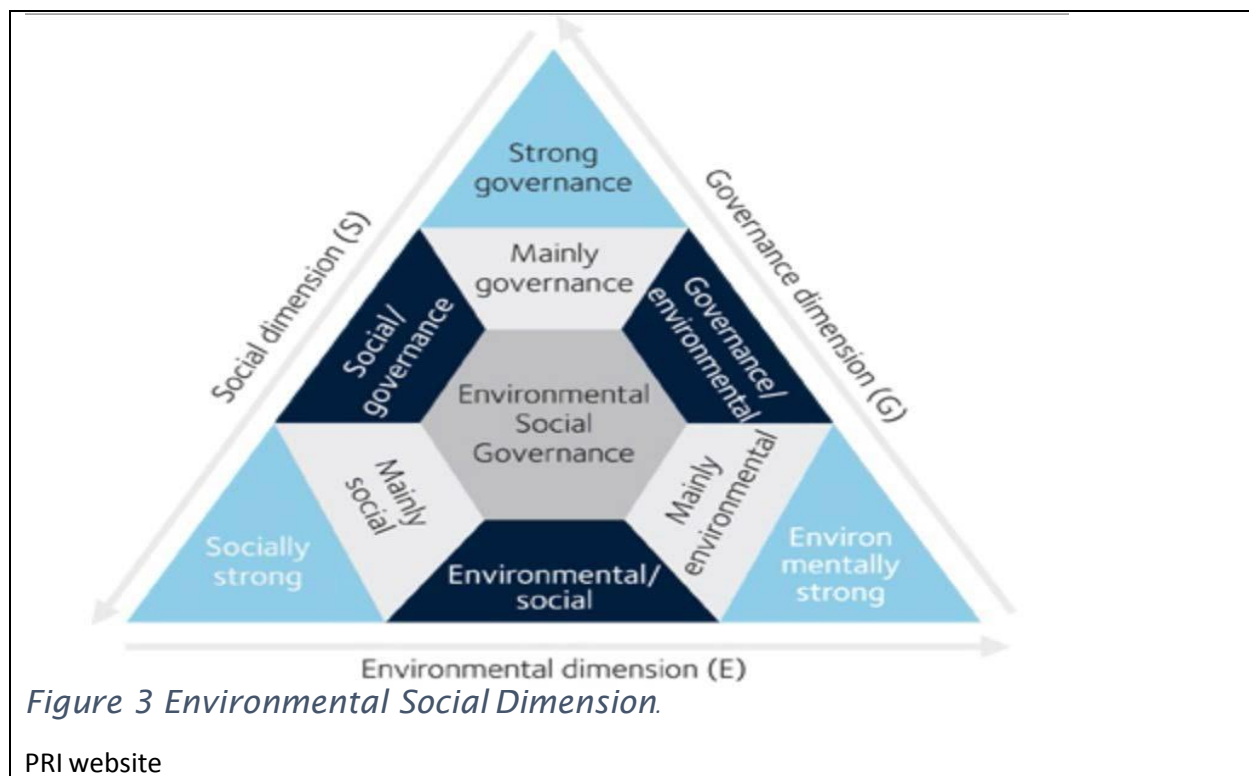 Strong
governance
Mainly
governance
Social dimension (S)
Governance dimension (G)
Social/
governance
Governance/
environmental
Environmental
Social
Governance
Mainly
social
Mainly
environmental
Socially
strong
Environmental/
social
Environ
mentally
strong
Environmental dimension (E)
Figure 3 Environmental Social Dimension.
PRI website